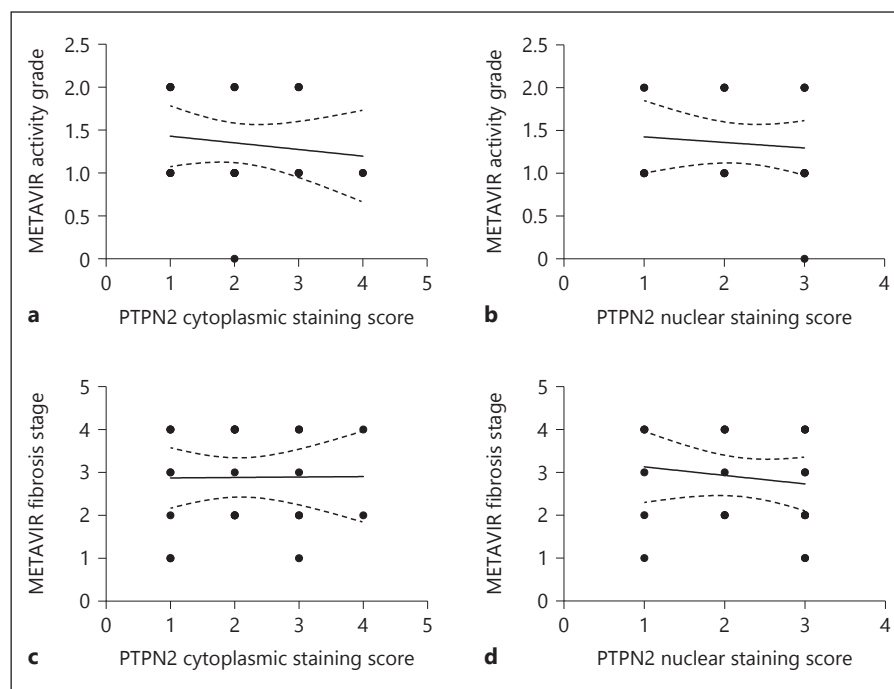 2.5
2.0
1.5
1.0
0.5
0
METAVIR activity grade
0 1 2 3 4 5
a PTPN2 cytoplasmic staining score
2.5
2.0
1.5
1.0
0.5
0
METAVIR activity grade
0 1 2 3 4
b PTPN2 nuclear staining score
5
4
3
2
1
0
METAVIR fibrosis stage
0 1 2 3 4 5
c PTPN2 cytoplasmic staining score
5
4
3
2
1
0
METAVIR fibrosis stage
0 1 2 3 4
d PTPN2 nuclear staining score